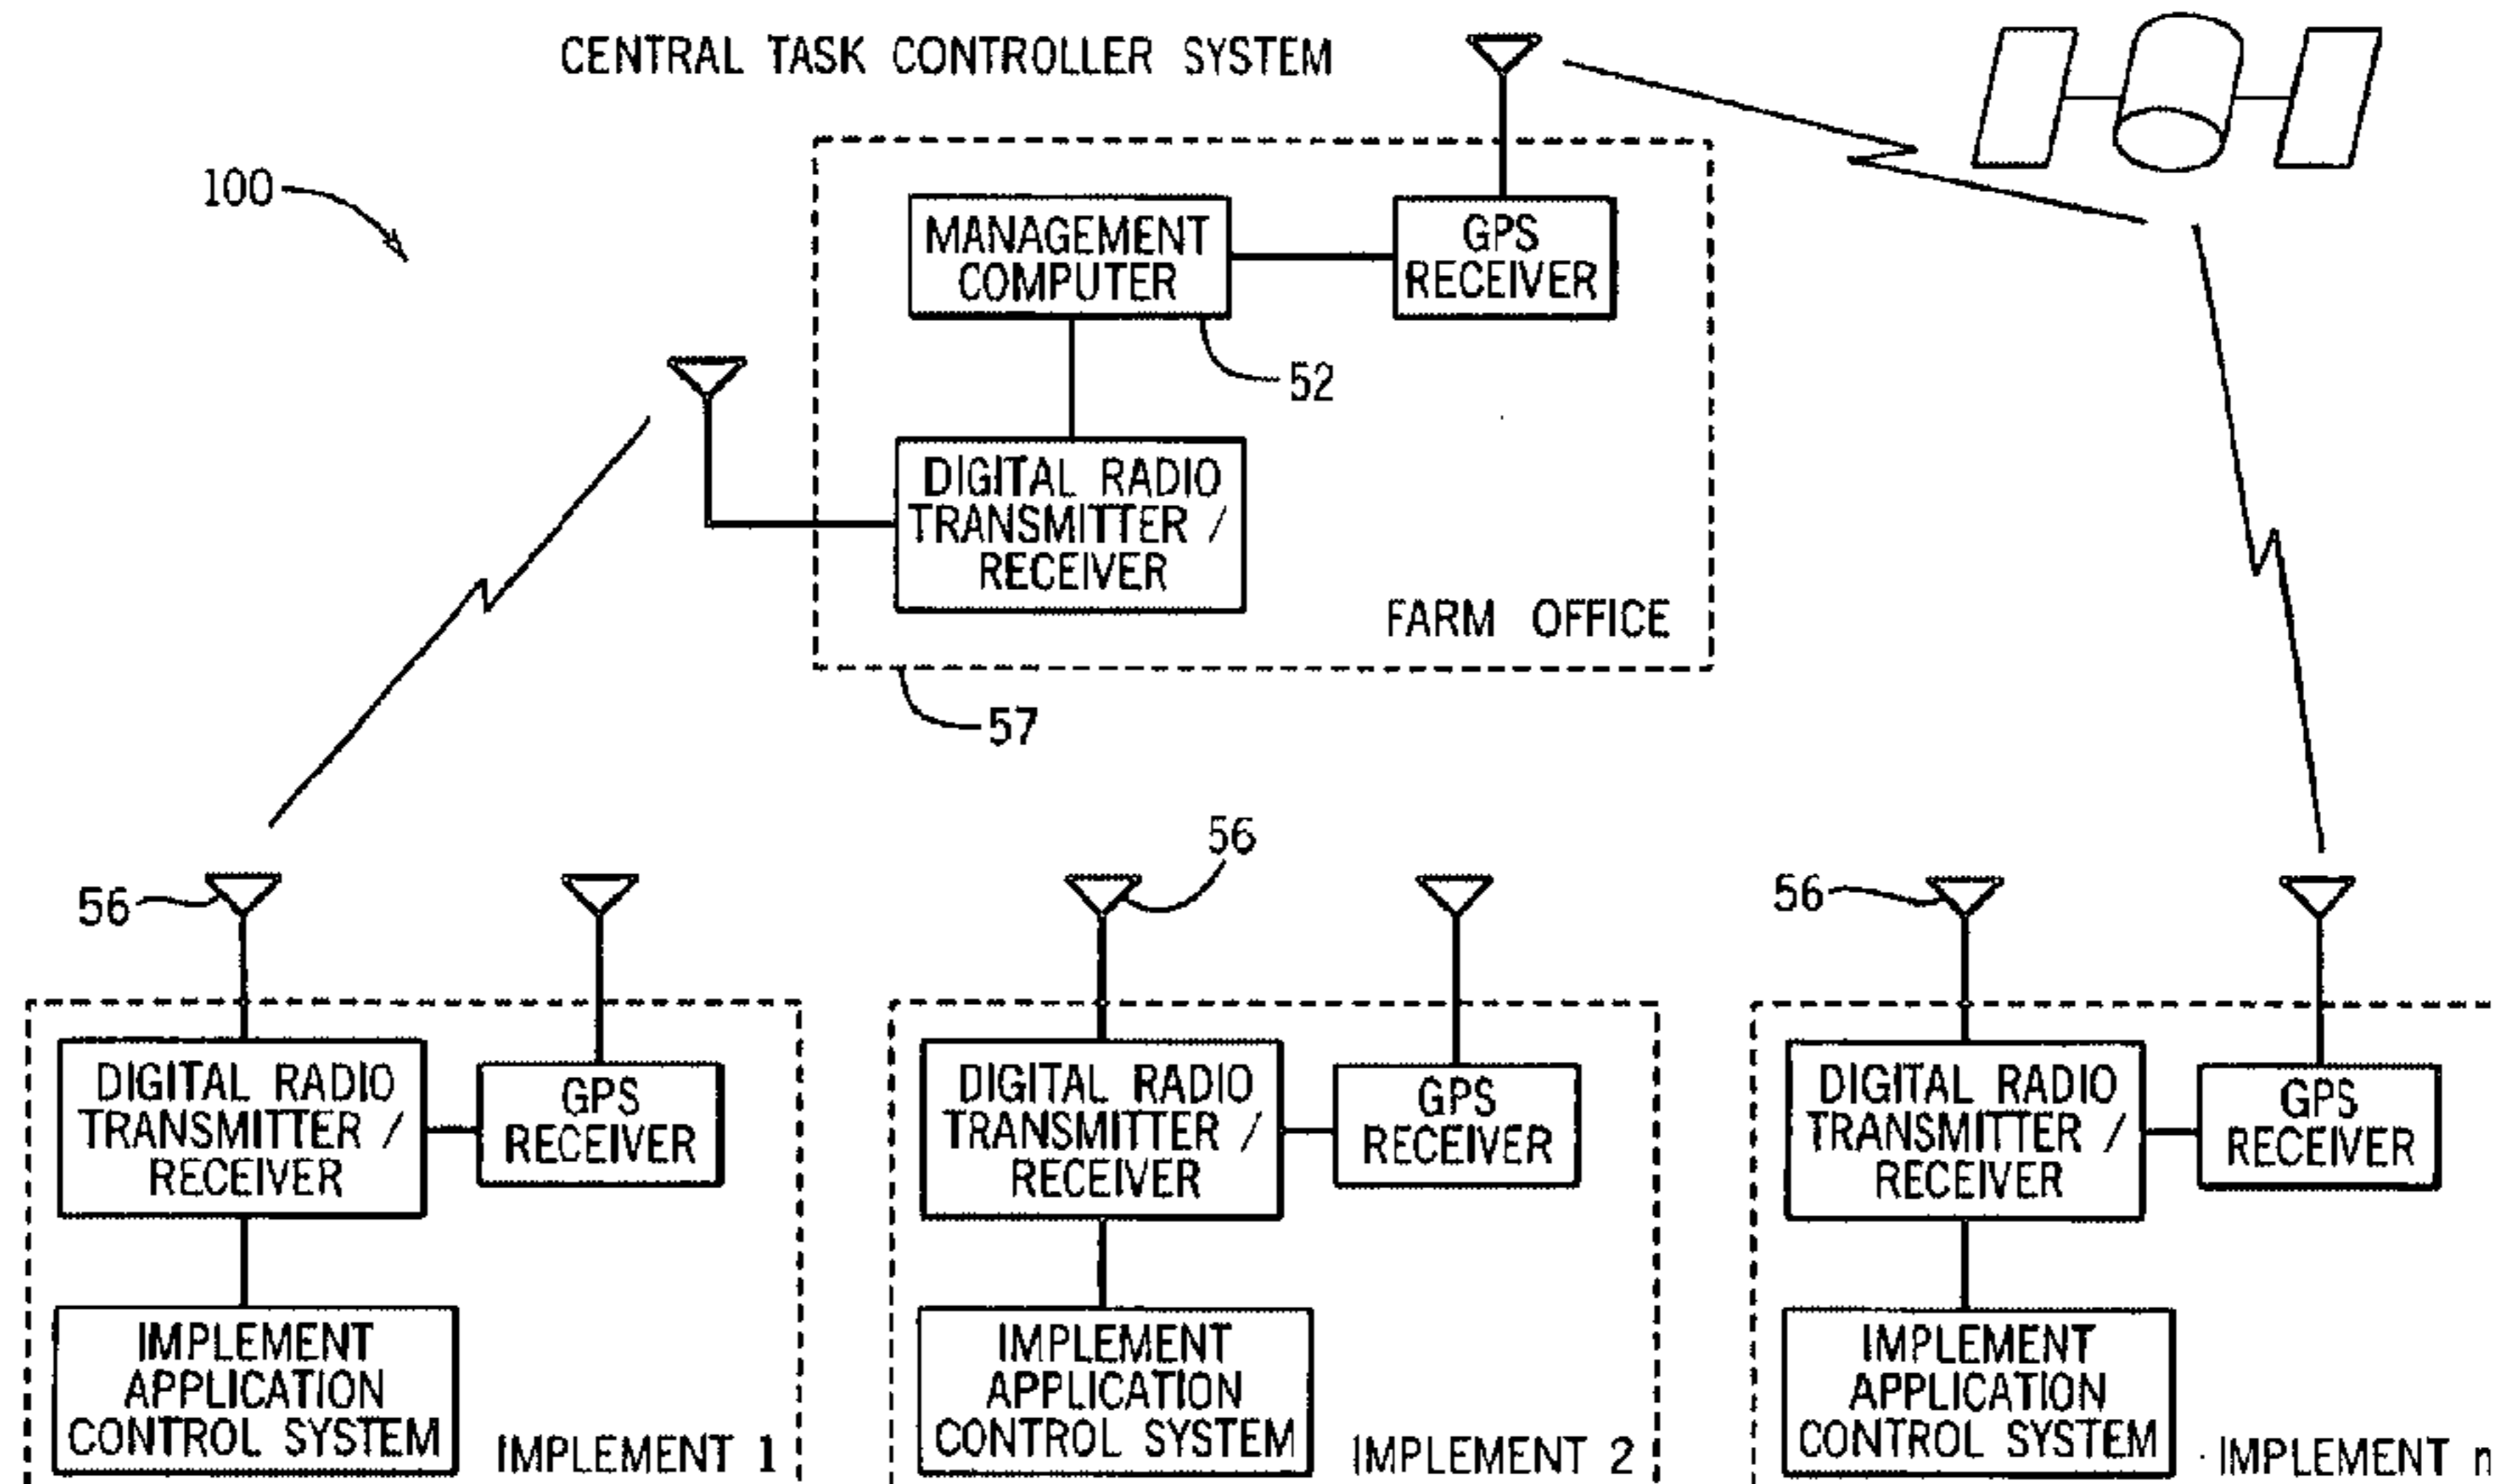 CENTRAL TASK CONTROLLER SYSTEM
100
MANAGEMENT
COMPUTER
GPS
RECEIVER
52
DIGITAL RADIO
TRANSMITTER /
RECEIVER
FARM OFFICE
57
56
56
56
DIGITAL RADIO
TRANSMITTER /
RECEIVER
GPS
RECEIVER
IMPLEMENT
APPLICATION
CONTROL SYSTEM
IMPLEMENT 1
DIGITAL RADIO
TRANSMITTER /
RECEIVER
GPS
RECEIVER
IMPLEMENT
APPLICATION
CONTROL SYSTEM
IMPLEMENT 2
DIGITAL RADIO
TRANSMITTER /
RECEIVER
GPS
RECEIVER
IMPLEMENT
APPLICATION
CONTROL SYSTEM
IMPLEMENT n